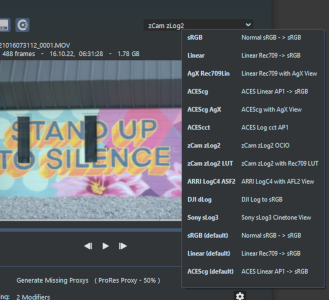 zCam zLog2
21016073112_0001.MOV
488 frames - 16.10.22, 06:31:28 - 1.78 GB
sRGB Normal sRGB -> sRGB
Linear Linear Rec709 -> sRGB
AgX Rec709Lin Linear Rec709 with AgX View
ACEScg ACES Linear AP1 -> sRGB
ACEScg AgX ACEScg with AgX View
ACEScct ACES Log cct AP1
zCam zLog2 zCam zLog2 OCIO
zCam zLog2 LUT zCam zLog2 with Rec709 LUT
ARRI LogC4 ASF2 ARRI LogC4 with AFL2 View
DJI dLog DJI Log to sRGB
Sony sLog3 Sony sLog3 Cinetone View
sRGB (default) Normal sRGB -> sRGB
Linear (default) Linear Rec709 -> sRGB
ACEScg (default) ACES Linear AP1 -> sRGB
STAND UP
TO SILENCE
Generate Missing Proxys ( ProRes Proxy - 50% )
ng: 2 Modifiers